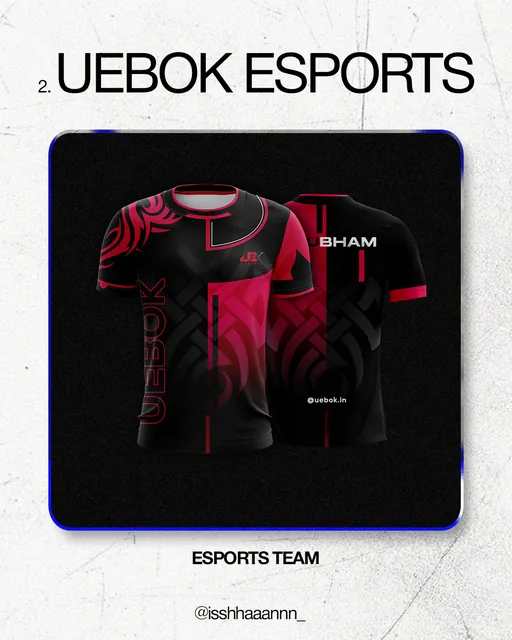 2. UEBOK ESPORTS
UEBOK
BHAM
@uebok.in
ESPORTS TEAM
@isshhaaannn_